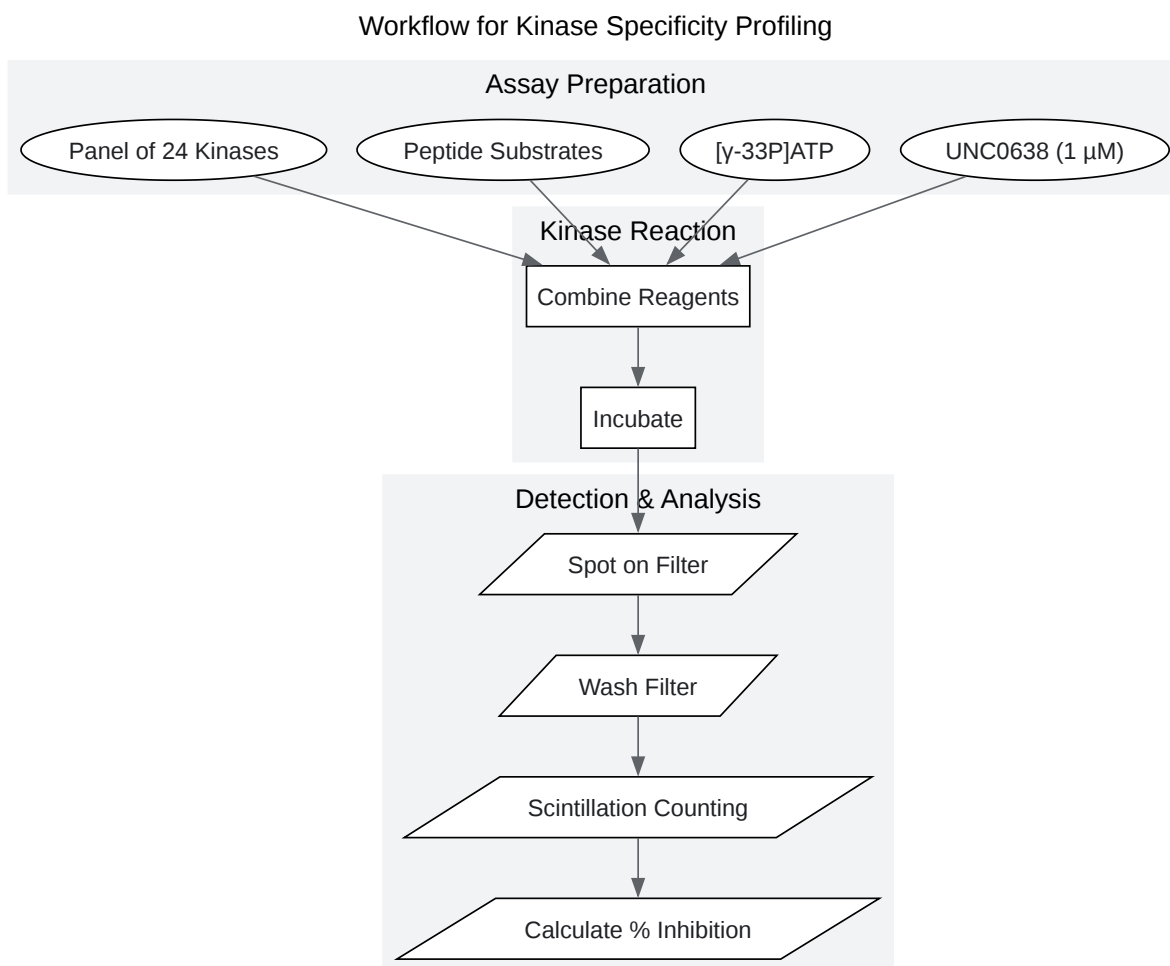 Workflow for Kinase Specificity Profiling
Assay Preparation
Panel of 24 Kinases
Peptide Substrates
[γ-33P]ATP
UNC0638 (1 µM)
Kinase Reaction
Combine Reagents
Incubate
Detection & Analysis
Spot on Filter
Wash Filter
Scintillation Counting
Calculate % Inhibition